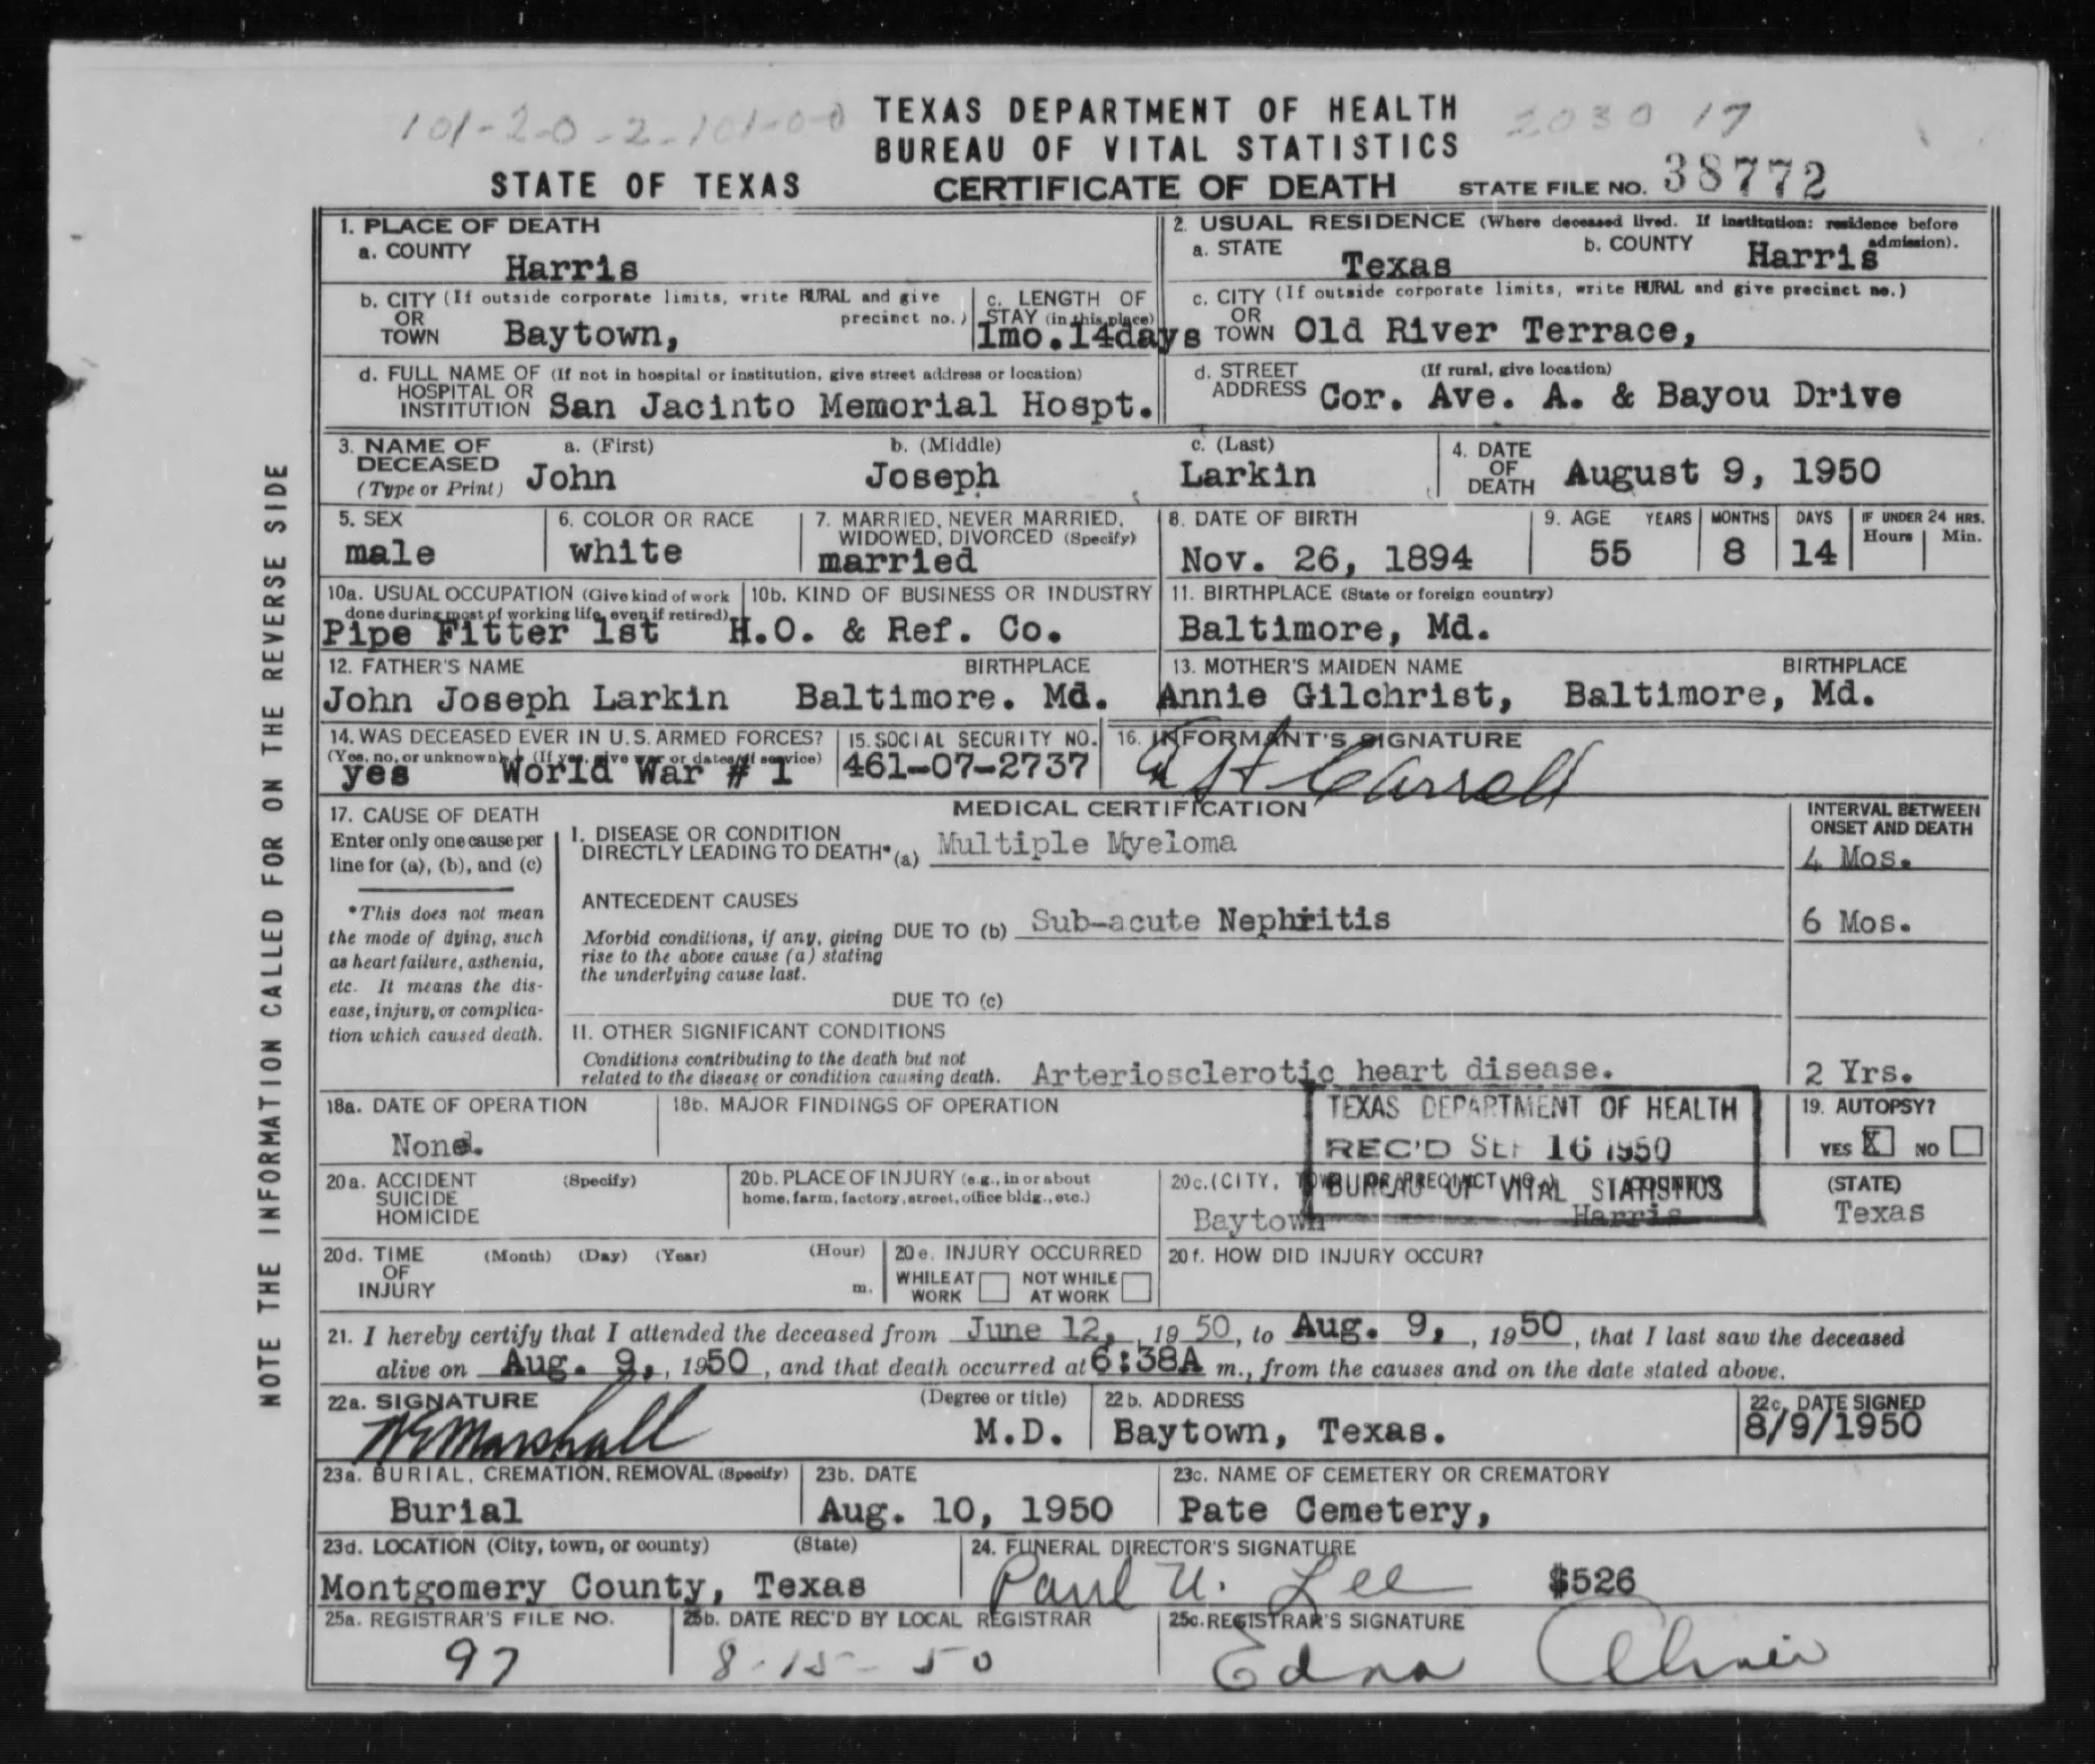 101-2-0-2-101-0-0
TEXAS DEPARTMENT OF HEALTH
2030 17
BUREAU OF VITAL STATISTICS
STATE OF TEXAS CERTIFICATE OF DEATH STATE FILE NO. 38772
NOTE THE INFORMATION CALLED FOR ON THE REVERSE SIDE
1. PLACE OF DEATH
a. COUNTY Harris
2. USUAL RESIDENCE (Where deceased lived. If institution: residence before admission).
a. STATE Texas b. COUNTY Harris
b. CITY (If outside corporate limits, write RURAL and give precinct no.)
OR
TOWN Baytown,
c. LENGTH OF
STAY (in this place)
1mo.14days
c. CITY (If outside corporate limits, write RURAL and give precinct no.)
OR
TOWN Old River Terrace,
d. FULL NAME OF (If not in hospital or institution, give street address or location)
HOSPITAL OR
INSTITUTION San Jacinto Memorial Hospt.
d. STREET (If rural, give location)
ADDRESS Cor. Ave. A. & Bayou Drive
3. NAME OF a. (First) b. (Middle) c. (Last)
DECEASED
(Type or Print) John Joseph Larkin
4. DATE
OF
DEATH August 9, 1950
5. SEX
male
6. COLOR OR RACE
white
7. MARRIED, NEVER MARRIED,
WIDOWED, DIVORCED (Specify)
married
8. DATE OF BIRTH
Nov. 26, 1894
9. AGE YEARS MONTHS DAYS IF UNDER 24 HRS.
Hours Min.
55 8 14
10a. USUAL OCCUPATION (Give kind of work
done during most of working life, even if retired)
Pipe Fitter 1st
10b. KIND OF BUSINESS OR INDUSTRY
H.O. & Ref. Co.
11. BIRTHPLACE (State or foreign country)
Baltimore, Md.
12. FATHER'S NAME BIRTHPLACE
John Joseph Larkin Baltimore. Md.
13. MOTHER'S MAIDEN NAME BIRTHPLACE
Annie Gilchrist, Baltimore, Md.
14. WAS DECEASED EVER IN U.S. ARMED FORCES?
(Yes, no, or unknown) (If yes, give war or dates of service)
yes World War # 1
15. SOCIAL SECURITY NO.
461-07-2737
16. INFORMANT'S SIGNATURE
H Carroll
17. CAUSE OF DEATH
Enter only one cause per
line for (a), (b), and (c)
*This does not mean
the mode of dying, such
as heart failure, asthenia,
etc. It means the dis-
ease, injury, or complica-
tion which caused death.
MEDICAL CERTIFICATION
INTERVAL BETWEEN
ONSET AND DEATH
I. DISEASE OR CONDITION
DIRECTLY LEADING TO DEATH* (a) Multiple Myeloma 4 Mos.
ANTECEDENT CAUSES
Morbid conditions, if any, giving
rise to the above cause (a) stating
the underlying cause last.
DUE TO (b) Sub-acute Nephritis 6 Mos.
DUE TO (c)
II. OTHER SIGNIFICANT CONDITIONS
Conditions contributing to the death but not
related to the disease or condition causing death. Arteriosclerotic heart disease. 2 Yrs.
18a. DATE OF OPERATION
None.
18b. MAJOR FINDINGS OF OPERATION
TEXAS DEPARTMENT OF HEALTH
REC'D SEP 16 1950
BUREAU OF VITAL STATISTICS
19. AUTOPSY?
YES X NO
20a. ACCIDENT (Specify)
SUICIDE
HOMICIDE
20b. PLACE OF INJURY (e.g., in or about
home, farm, factory, street, office bldg., etc.)
20c. (CITY, TOWN, OR PRECINCT NO.) (COUNTY) (STATE)
Baytown Harris Texas
20d. TIME (Month) (Day) (Year) (Hour)
OF
INJURY m.
20e. INJURY OCCURRED
WHILE AT NOT WHILE
WORK AT WORK
20f. HOW DID INJURY OCCUR?
21. I hereby certify that I attended the deceased from June 12, , 19 50, to Aug. 9, , 1950, that I last saw the deceased
alive on Aug. 9, , 1950, and that death occurred at 6:38A m., from the causes and on the date stated above.
22a. SIGNATURE (Degree or title)
Marshall M.D.
22b. ADDRESS
Baytown, Texas.
22c. DATE SIGNED
8/9/1950
23a. BURIAL, CREMATION, REMOVAL (Specify)
Burial
23b. DATE
Aug. 10, 1950
23c. NAME OF CEMETERY OR CREMATORY
Pate Cemetery,
23d. LOCATION (City, town, or county) (State)
Montgomery County, Texas
24. FUNERAL DIRECTOR'S SIGNATURE
Paul U. Lee $526
25a. REGISTRAR'S FILE NO.
97
25b. DATE REC'D BY LOCAL REGISTRAR
8-15-50
25c. REGISTRAR'S SIGNATURE
Edna